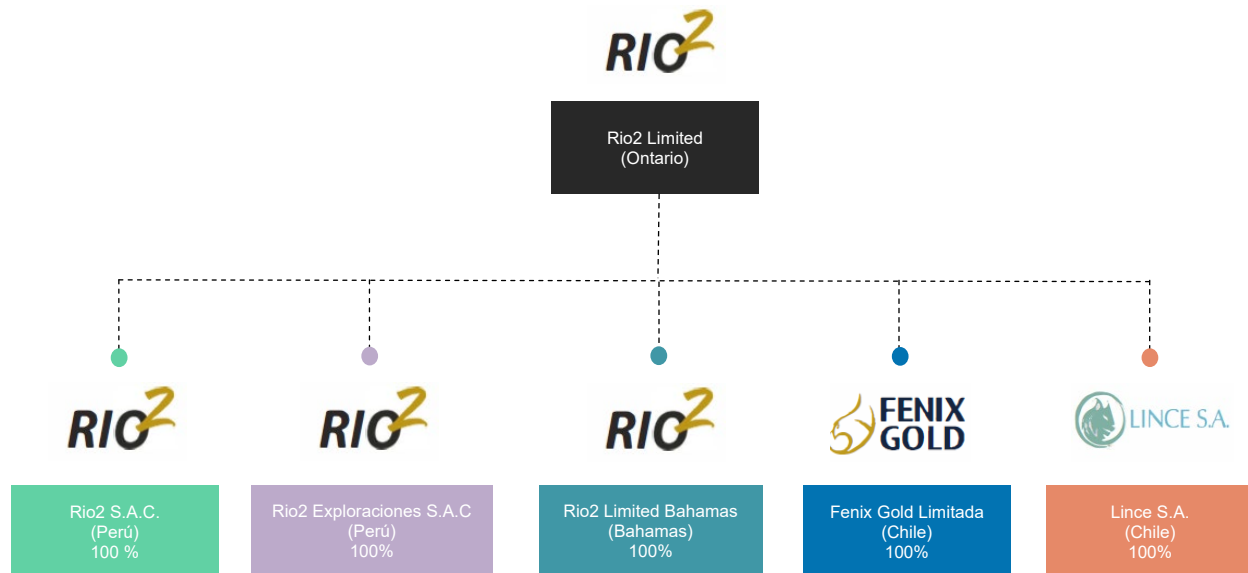 RIO2
Rio2 Limited
(Ontario)
RIO2
RIO2
RIO2
FENIX
GOLD
LINCE S.A.
Rio2 S.A.C.
(Perú)
100 %
Rio2 Exploraciones S.A.C
(Perú)
100%
Rio2 Limited Bahamas
(Bahamas)
100%
Fenix Gold Limitada
(Chile)
100%
Lince S.A.
(Chile)
100%